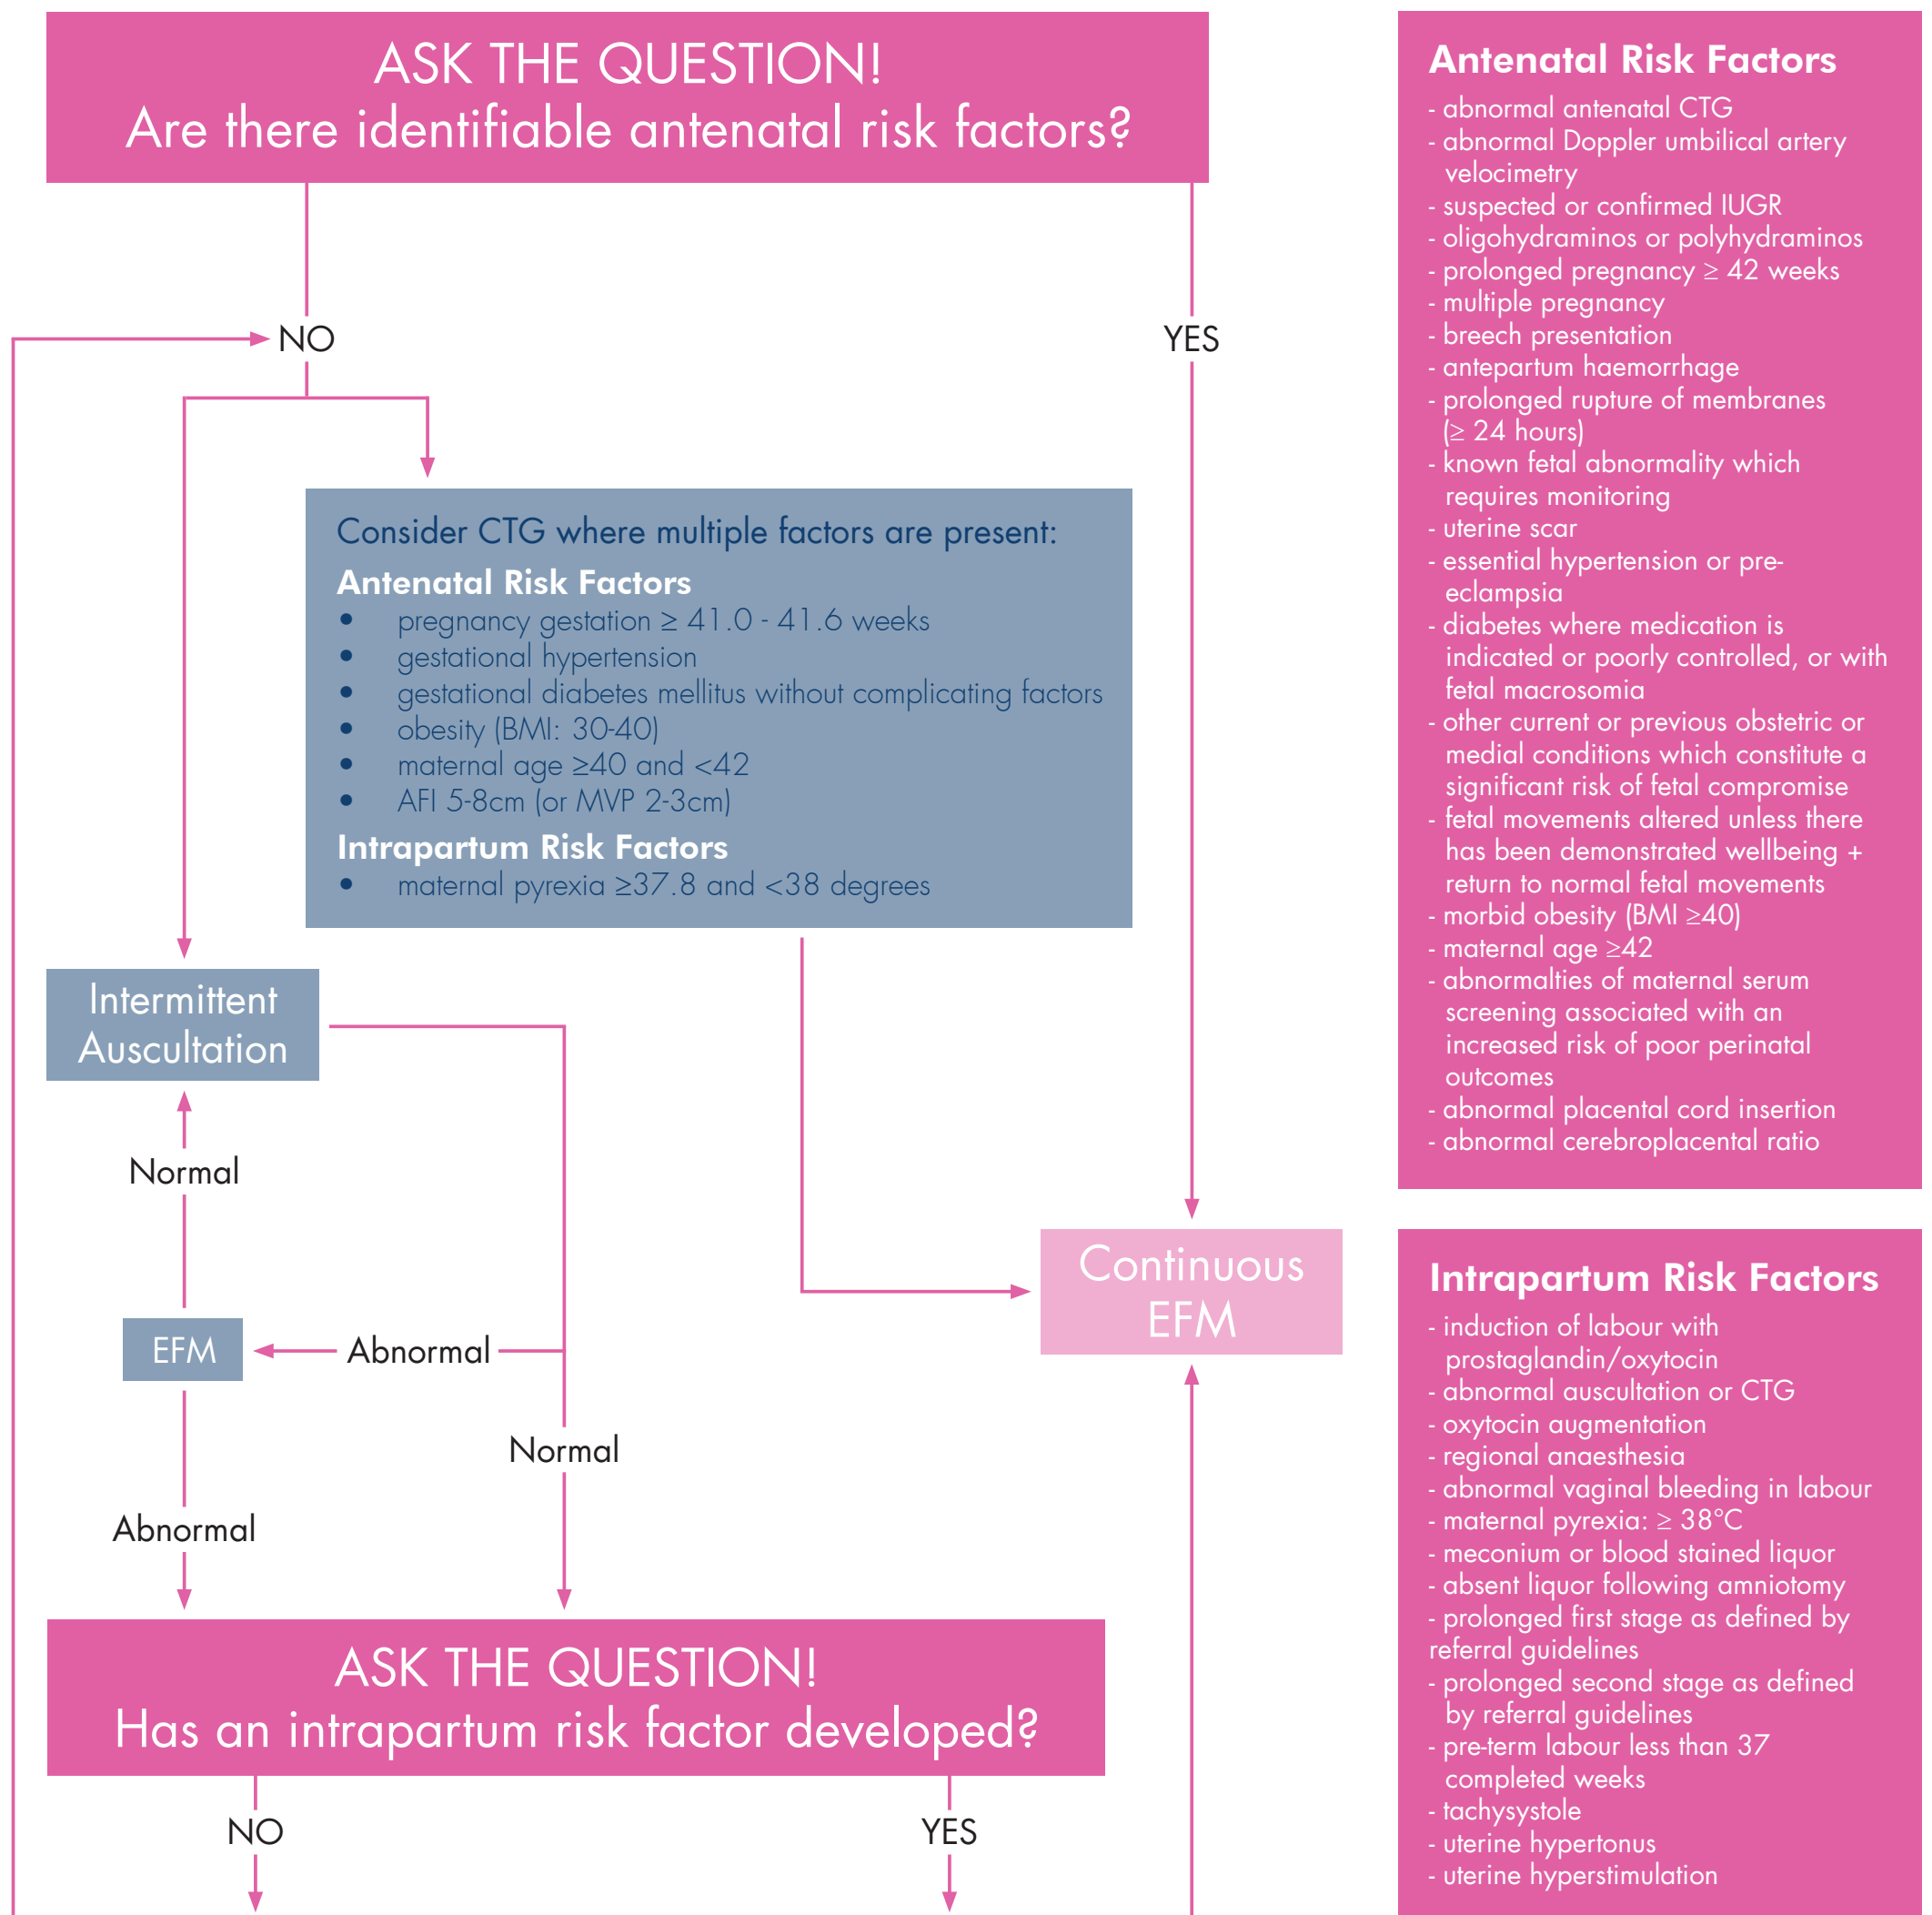 ASK THE QUESTION!
Are there identifiable antenatal risk factors?
NO
YES
Consider CTG where multiple factors are present:
Antenatal Risk Factors
• pregnancy gestation ≥ 41.0 - 41.6 weeks
• gestational hypertension
• gestational diabetes mellitus without complicating factors
• obesity (BMI: 30-40)
• maternal age ≥40 and <42
• AFI 5-8cm (or MVP 2-3cm)
Intrapartum Risk Factors
• maternal pyrexia ≥37.8 and <38 degrees
Intermittent
Auscultation
Normal
Continuous
EFM
EFM
Abnormal
Normal
Abnormal
ASK THE QUESTION!
Has an intrapartum risk factor developed?
NO
YES
Antenatal Risk Factors
- abnormal antenatal CTG
- abnormal Doppler umbilical artery
velocimetry
- suspected or confirmed IUGR
- oligohydraminos or polyhydraminos
- prolonged pregnancy ≥ 42 weeks
- multiple pregnancy
- breech presentation
- antepartum haemorrhage
- prolonged rupture of membranes
(≥ 24 hours)
- known fetal abnormality which
requires monitoring
- uterine scar
- essential hypertension or pre-
eclampsia
- diabetes where medication is
indicated or poorly controlled, or with
fetal macrosomia
- other current or previous obstetric or
medial conditions which constitute a
significant risk of fetal compromise
- fetal movements altered unless there
has been demonstrated wellbeing +
return to normal fetal movements
- morbid obesity (BMI ≥40)
- maternal age ≥42
- abnormalties of maternal serum
screening associated with an
increased risk of poor perinatal
outcomes
- abnormal placental cord insertion
- abnormal cerebroplacental ratio
Intrapartum Risk Factors
- induction of labour with
prostaglandin/oxytocin
- abnormal auscultation or CTG
- oxytocin augmentation
- regional anaesthesia
- abnormal vaginal bleeding in labour
- maternal pyrexia: ≥ 38°C
- meconium or blood stained liquor
- absent liquor following amniotomy
- prolonged first stage as defined by
referral guidelines
- prolonged second stage as defined
by referral guidelines
- pre-term labour less than 37
completed weeks
- tachysystole
- uterine hypertonus
- uterine hyperstimulation